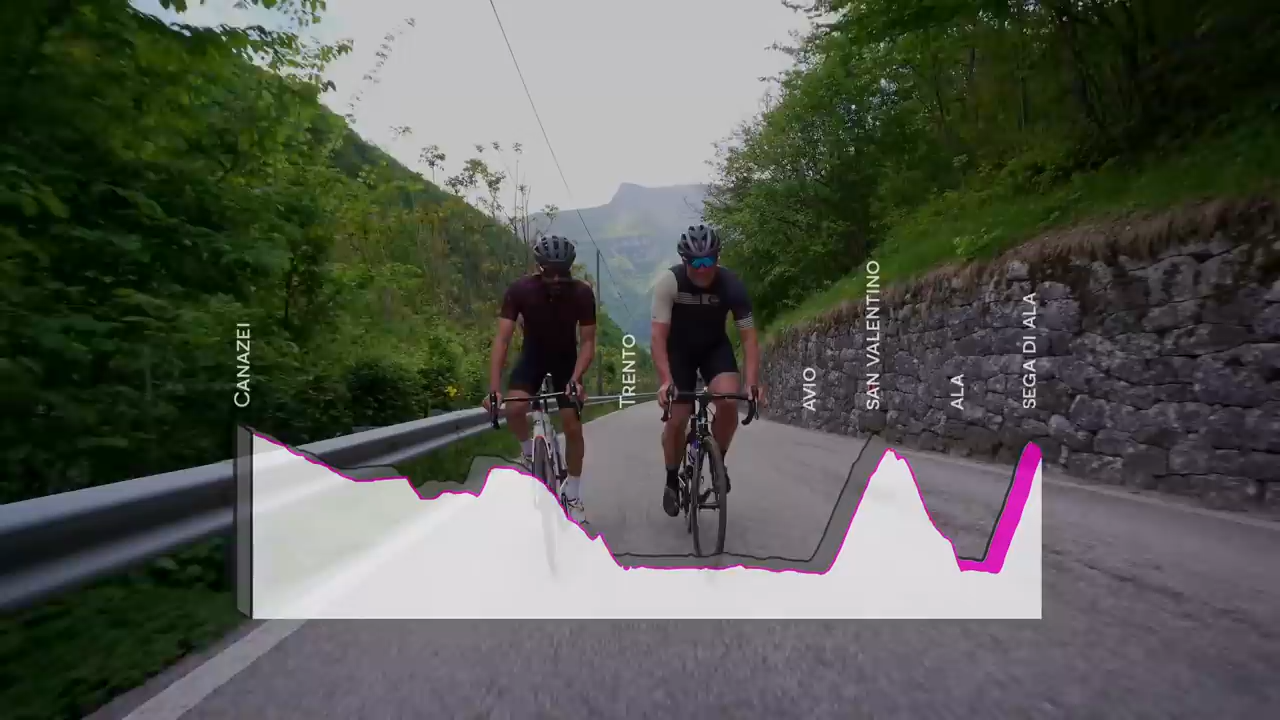 CANAZEI
TRENTO
AVIO
SAN VALENTINO
ALA
SEGA DI ALA